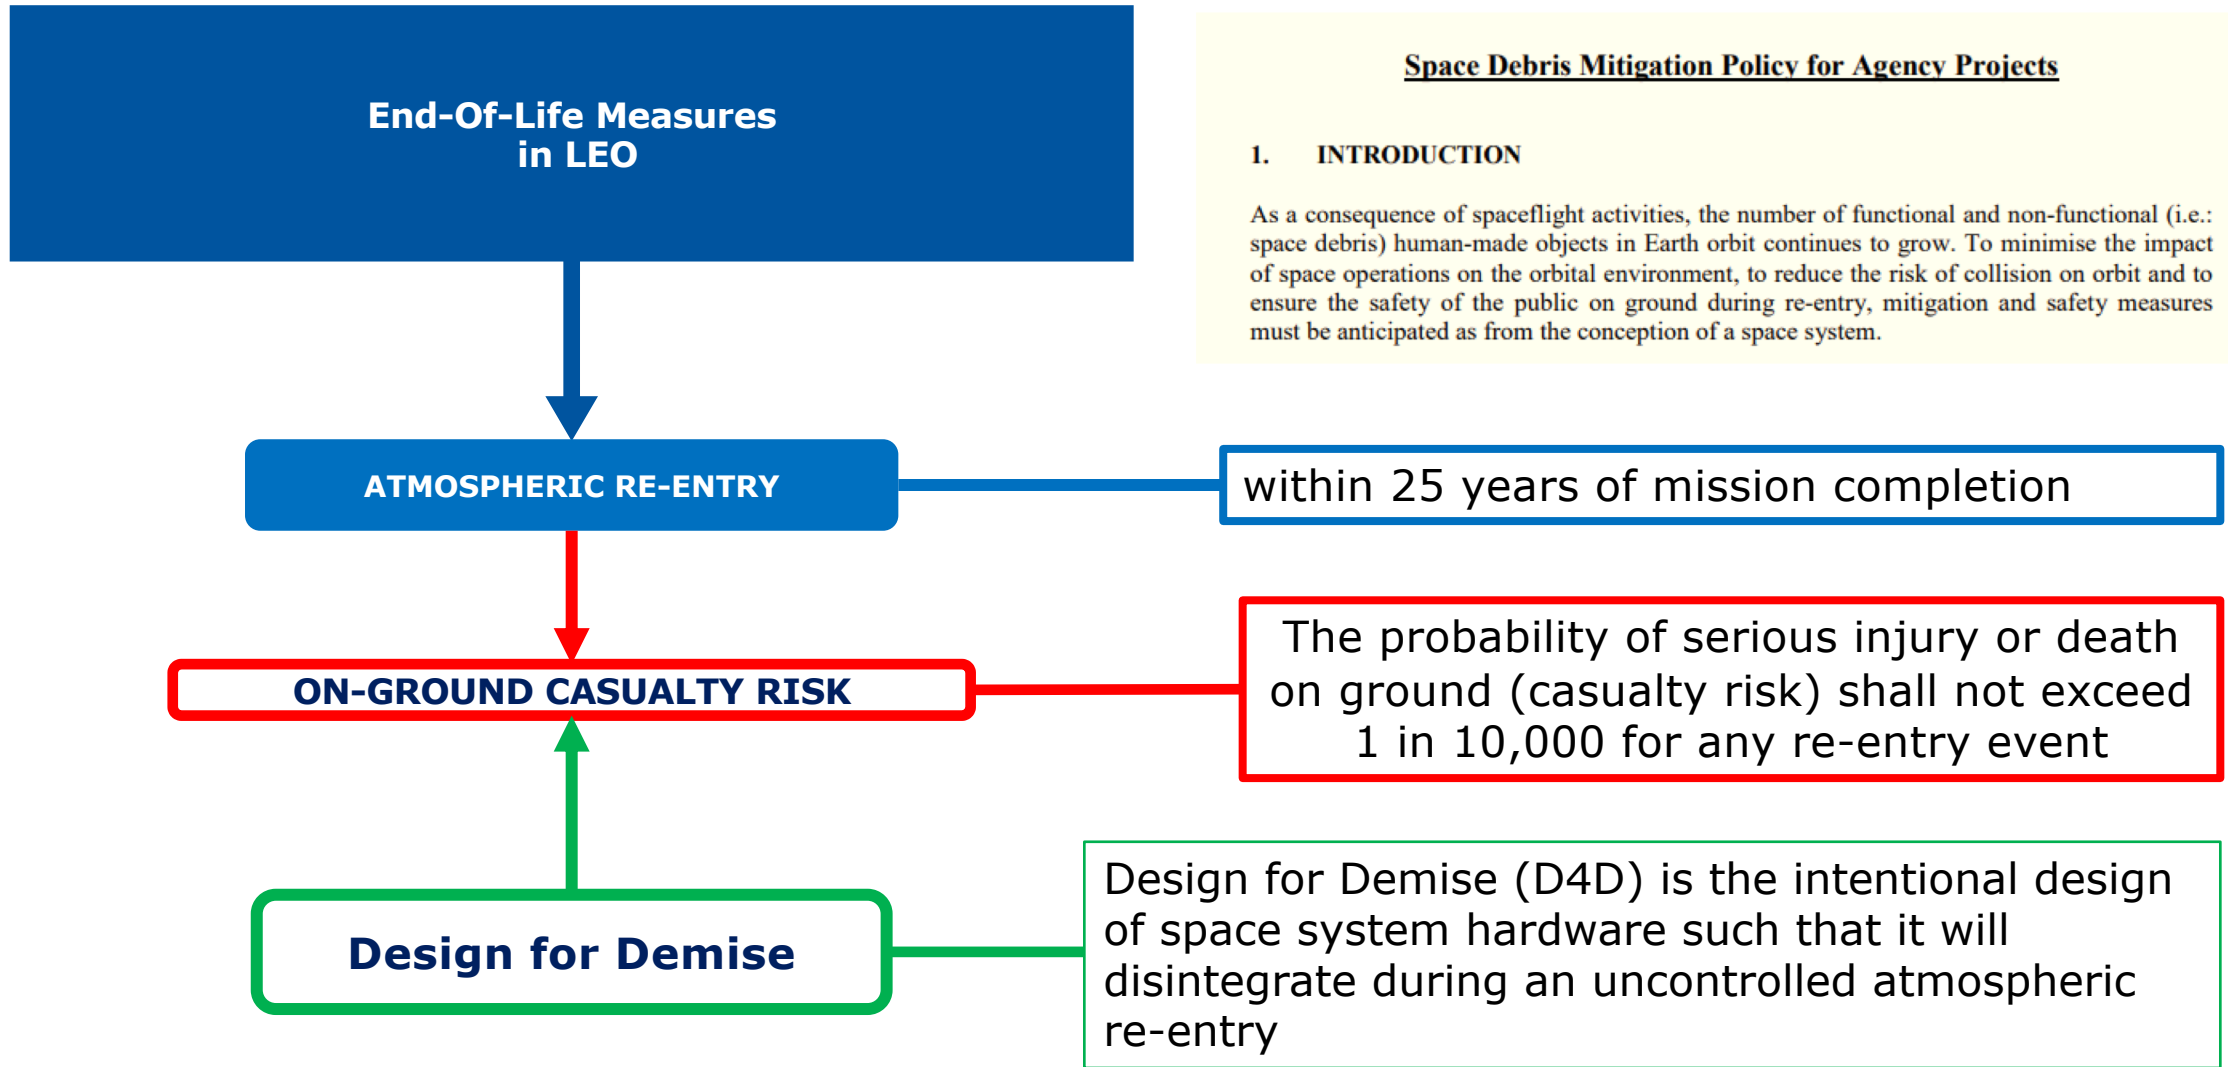 End-Of-Life Measures
in LEO
Space Debris Mitigation Policy for Agency Projects
1. INTRODUCTION
As a consequence of spaceflight activities, the number of functional and non-functional (i.e.:
space debris) human-made objects in Earth orbit continues to grow. To minimise the impact
of space operations on the orbital environment, to reduce the risk of collision on orbit and to
ensure the safety of the public on ground during re-entry, mitigation and safety measures
must be anticipated as from the conception of a space system.
ATMOSPHERIC RE-ENTRY
within 25 years of mission completion
ON-GROUND CASUALTY RISK
The probability of serious injury or death
on ground (casualty risk) shall not exceed
1 in 10,000 for any re-entry event
Design for Demise
Design for Demise (D4D) is the intentional design
of space system hardware such that it will
disintegrate during an uncontrolled atmospheric
re-entry